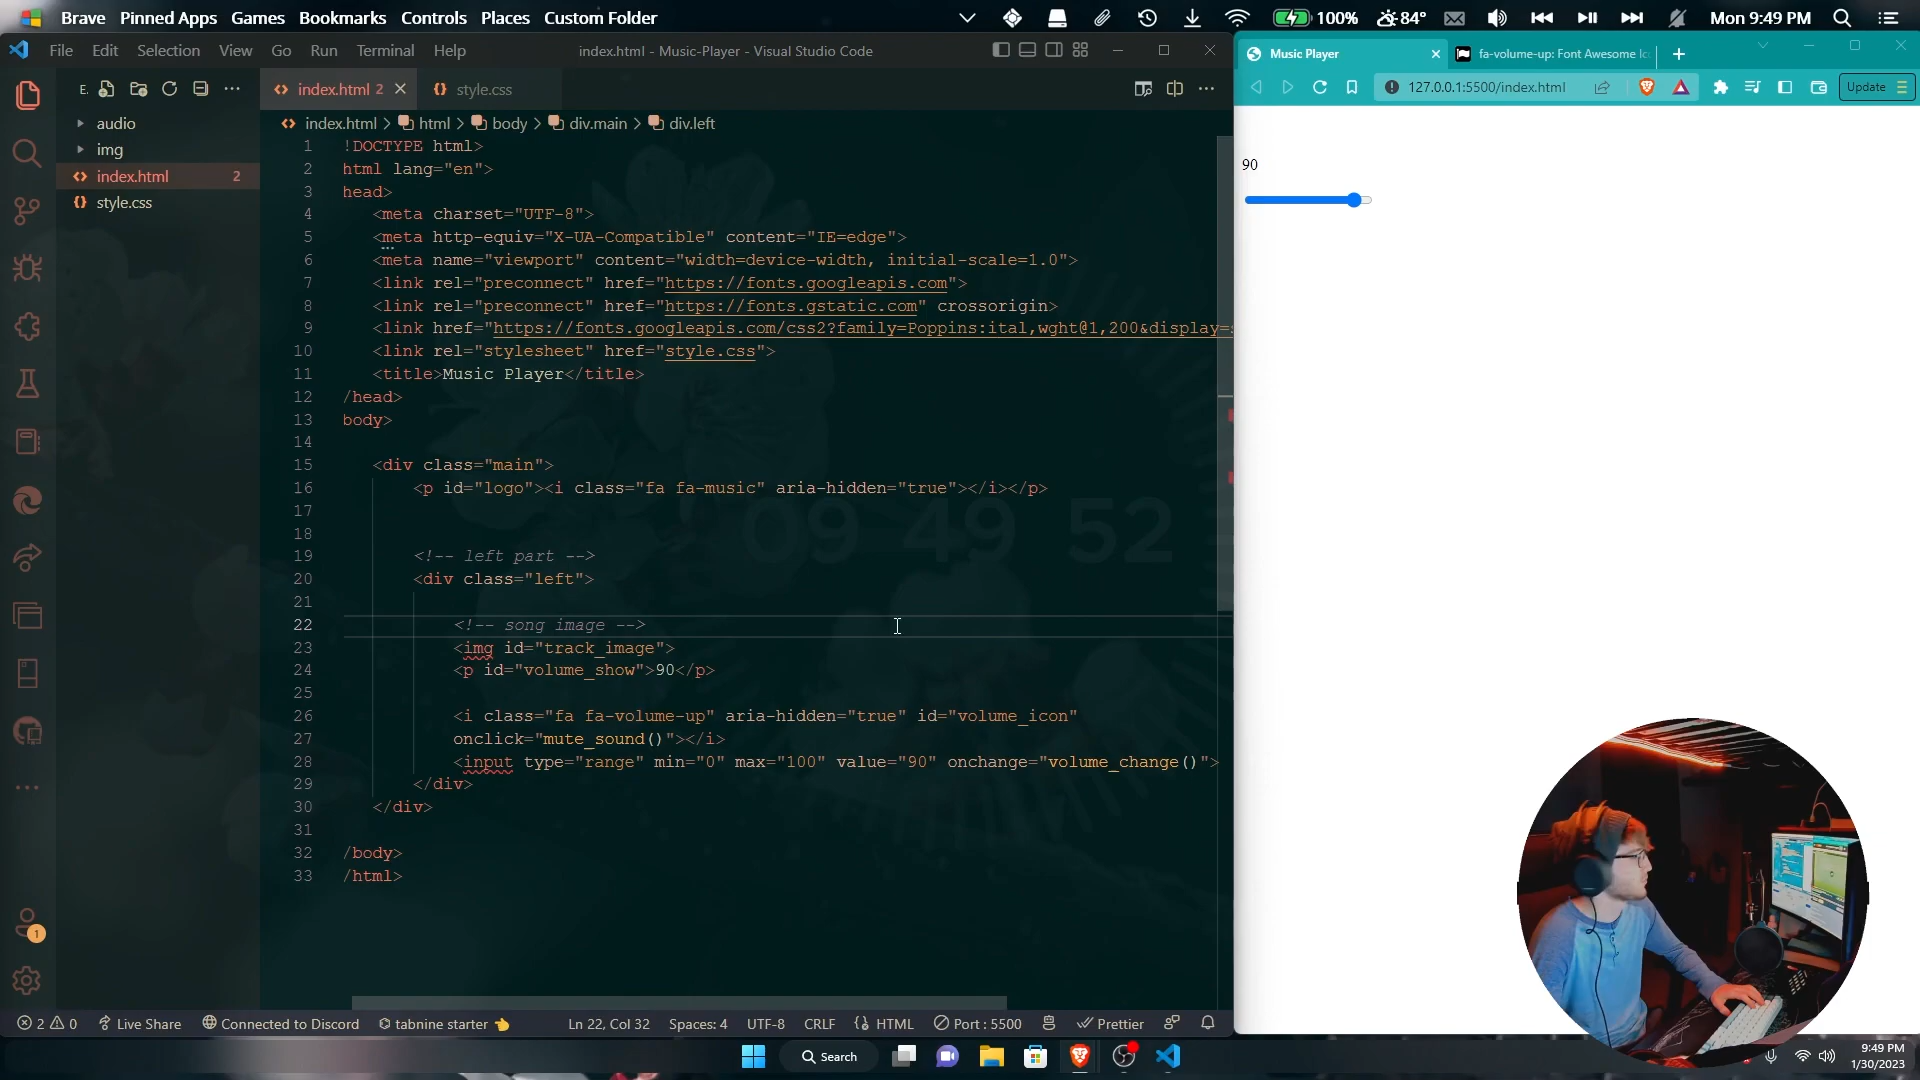 Brave Pinned Apps Games Bookmarks Controls Places Custom Folder 100% 84° Mon 9:49 PM
File Edit Selection View Go Run Terminal Help index.html - Music-Player - Visual Studio Code
Music Player fa-volume-up: Font Awesome Ic
127.0.0.1:5500/index.html Update
E.
audio
img
index.html 2
style.css
index.html 2 style.css
index.html > html > body > div.main > div.left
1 !DOCTYPE html>
2 html lang="en">
3 head>
4 <meta charset="UTF-8">
5 <meta http-equiv="X-UA-Compatible" content="IE=edge">
6 <meta name="viewport" content="width=device-width, initial-scale=1.0">
7 <link rel="preconnect" href="https://fonts.googleapis.com">
8 <link rel="preconnect" href="https://fonts.gstatic.com" crossorigin>
9 <link href="https://fonts.googleapis.com/css2?family=Poppins:ital,wght@1,200&display=s
10 <link rel="stylesheet" href="style.css">
11 <title>Music Player</title>
12 /head>
13 body>
14
15 <div class="main">
16 <p id="logo"><i class="fa fa-music" aria-hidden="true"></i></p>
17
18
19 <!-- left part -->
20 <div class="left">
21
22 <!-- song image -->
23 <img id="track_image">
24 <p id="volume_show">90</p>
25
26 <i class="fa fa-volume-up" aria-hidden="true" id="volume_icon"
27 onclick="mute_sound()"></i>
28 <input type="range" min="0" max="100" value="90" onchange="volume_change()">
29 </div>
30 </div>
31
32 /body>
33 /html>
09 49 52
90
1
2 0 Live Share Connected to Discord tabnine starter Ln 22, Col 32 Spaces: 4 UTF-8 CRLF HTML Port : 5500 Prettier
Search
9:49 PM
1/30/2023